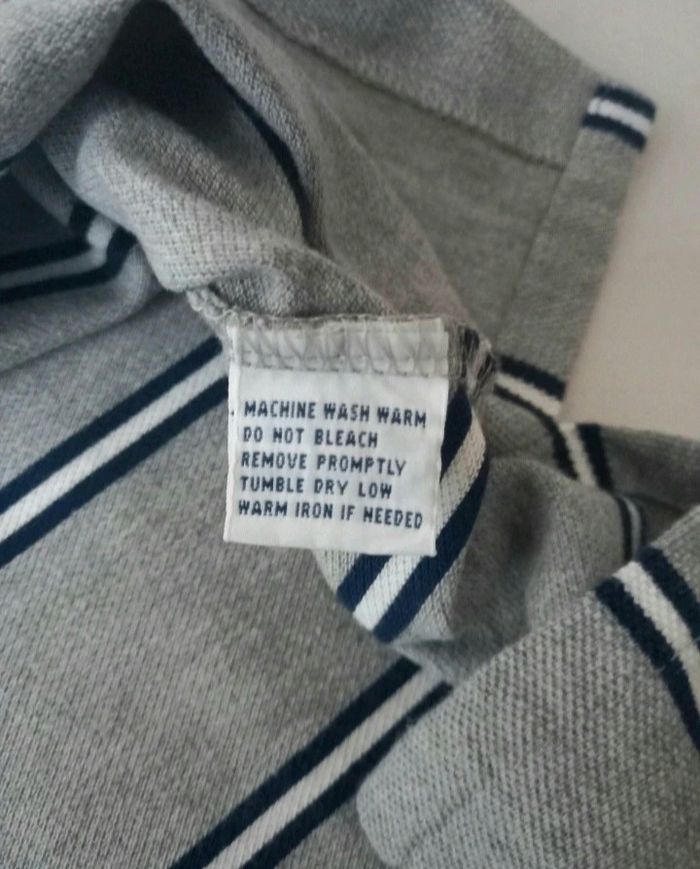 MACHINE WASH WARM
DO NOT BLEACH
REMOVE PROMPTLY
TUMBLE DRY LOW
WARM IRON IF NEEDED